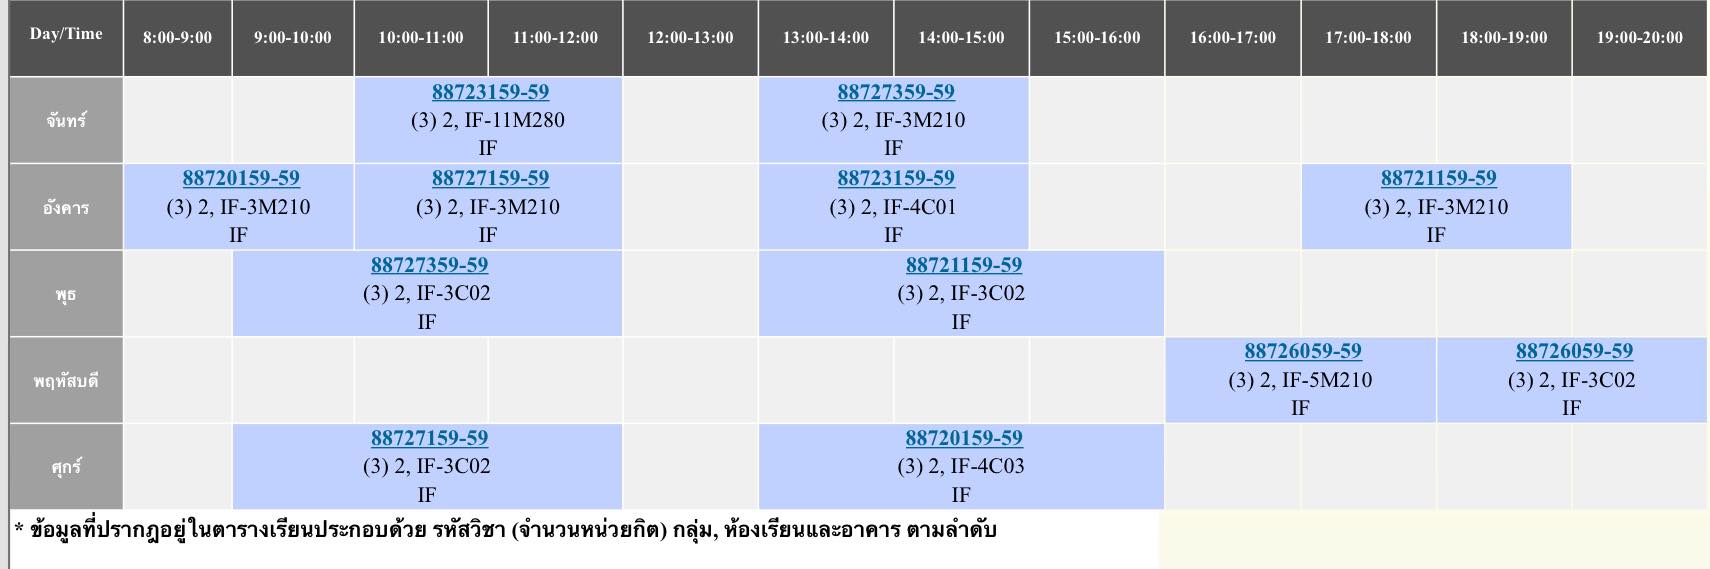 Day/Time 8:00-9:00 9:00-10:00 10:00-11:00 11:00-12:00 12:00-13:00 13:00-14:00 14:00-15:00 15:00-16:00 16:00-17:00 17:00-18:00 18:00-19:00 19:00-20:00
จันทร์
88723159-59
(3) 2, IF-11M280
IF
88727359-59
(3) 2, IF-3M210
IF
อังคาร
88720159-59
(3) 2, IF-3M210
IF
88727159-59
(3) 2, IF-3M210
IF
88723159-59
(3) 2, IF-4C01
IF
88721159-59
(3) 2, IF-3M210
IF
พุธ
88727359-59
(3) 2, IF-3C02
IF
88721159-59
(3) 2, IF-3C02
IF
พฤหัสบดี
88726059-59
(3) 2, IF-5M210
IF
88726059-59
(3) 2, IF-3C02
IF
ศุกร์
88727159-59
(3) 2, IF-3C02
IF
88720159-59
(3) 2, IF-4C03
IF
* ข้อมูลที่ปรากฎอยู่ในตารางเรียนประกอบด้วย รหัสวิชา (จำนวนหน่วยกิต) กลุ่ม, ห้องเรียนและอาคาร ตามลำดับ